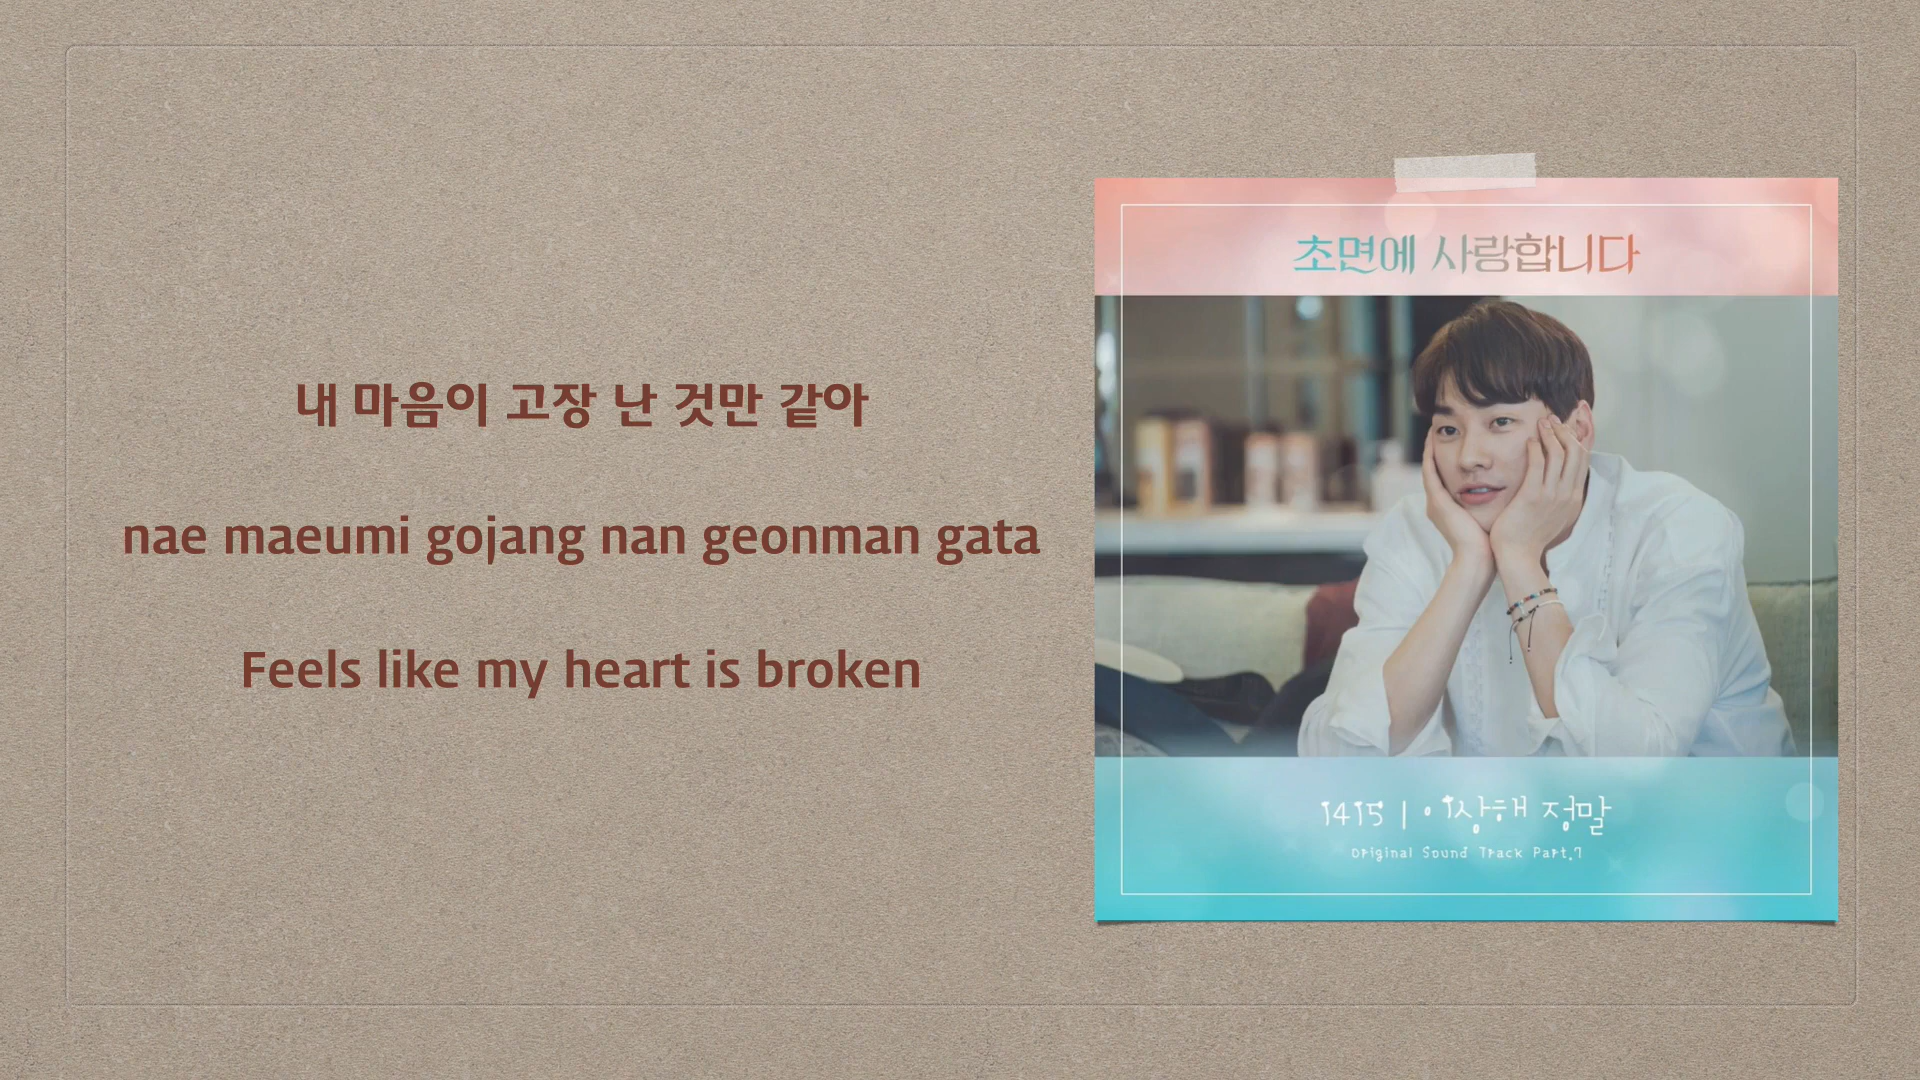 내 마음이 고장 난 것만 같아
nae maeumi gojang nan geonman gata
Feels like my heart is broken
초면에 사랑합니다
1415 | 이상해 정말
Original Sound Track Part.7